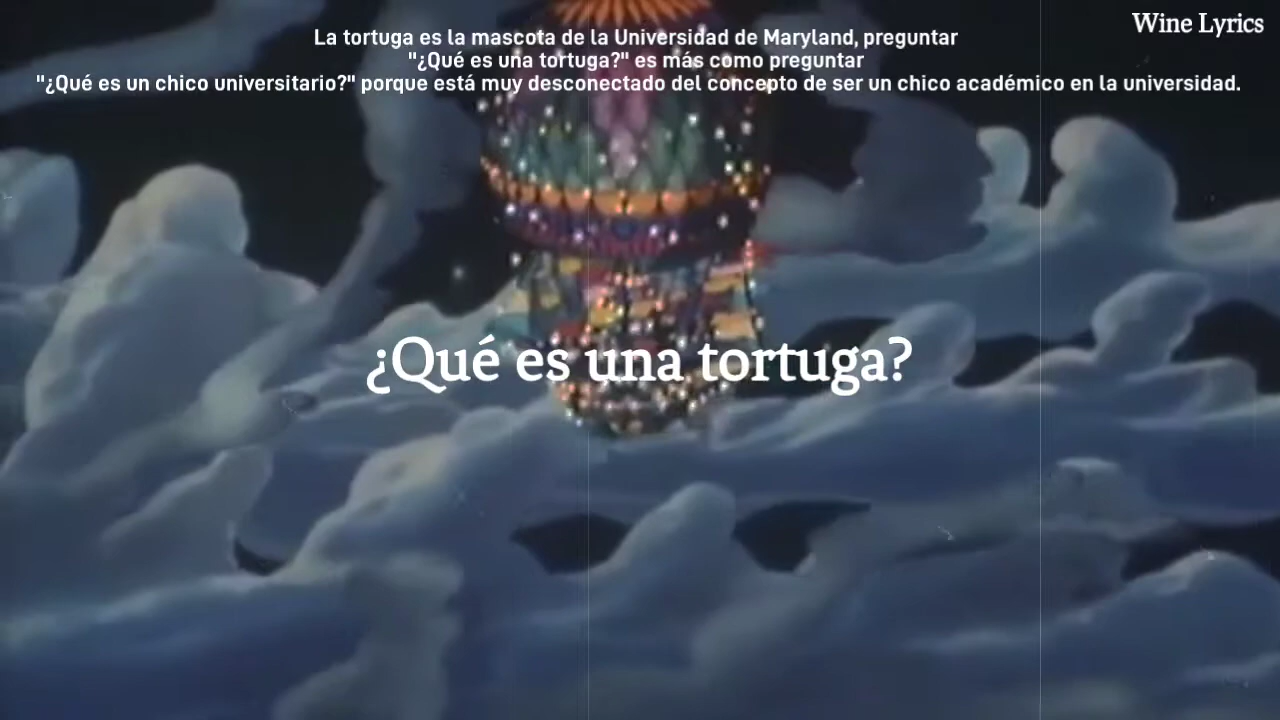 Wine Lyrics
La tortuga es la mascota de la Universidad de Maryland, preguntar
"¿Qué es una tortuga?" es más como preguntar
"¿Qué es un chico universitario?" porque está muy desconectado del concepto de ser un chico académico en la universidad.
¿Qué es una tortuga?